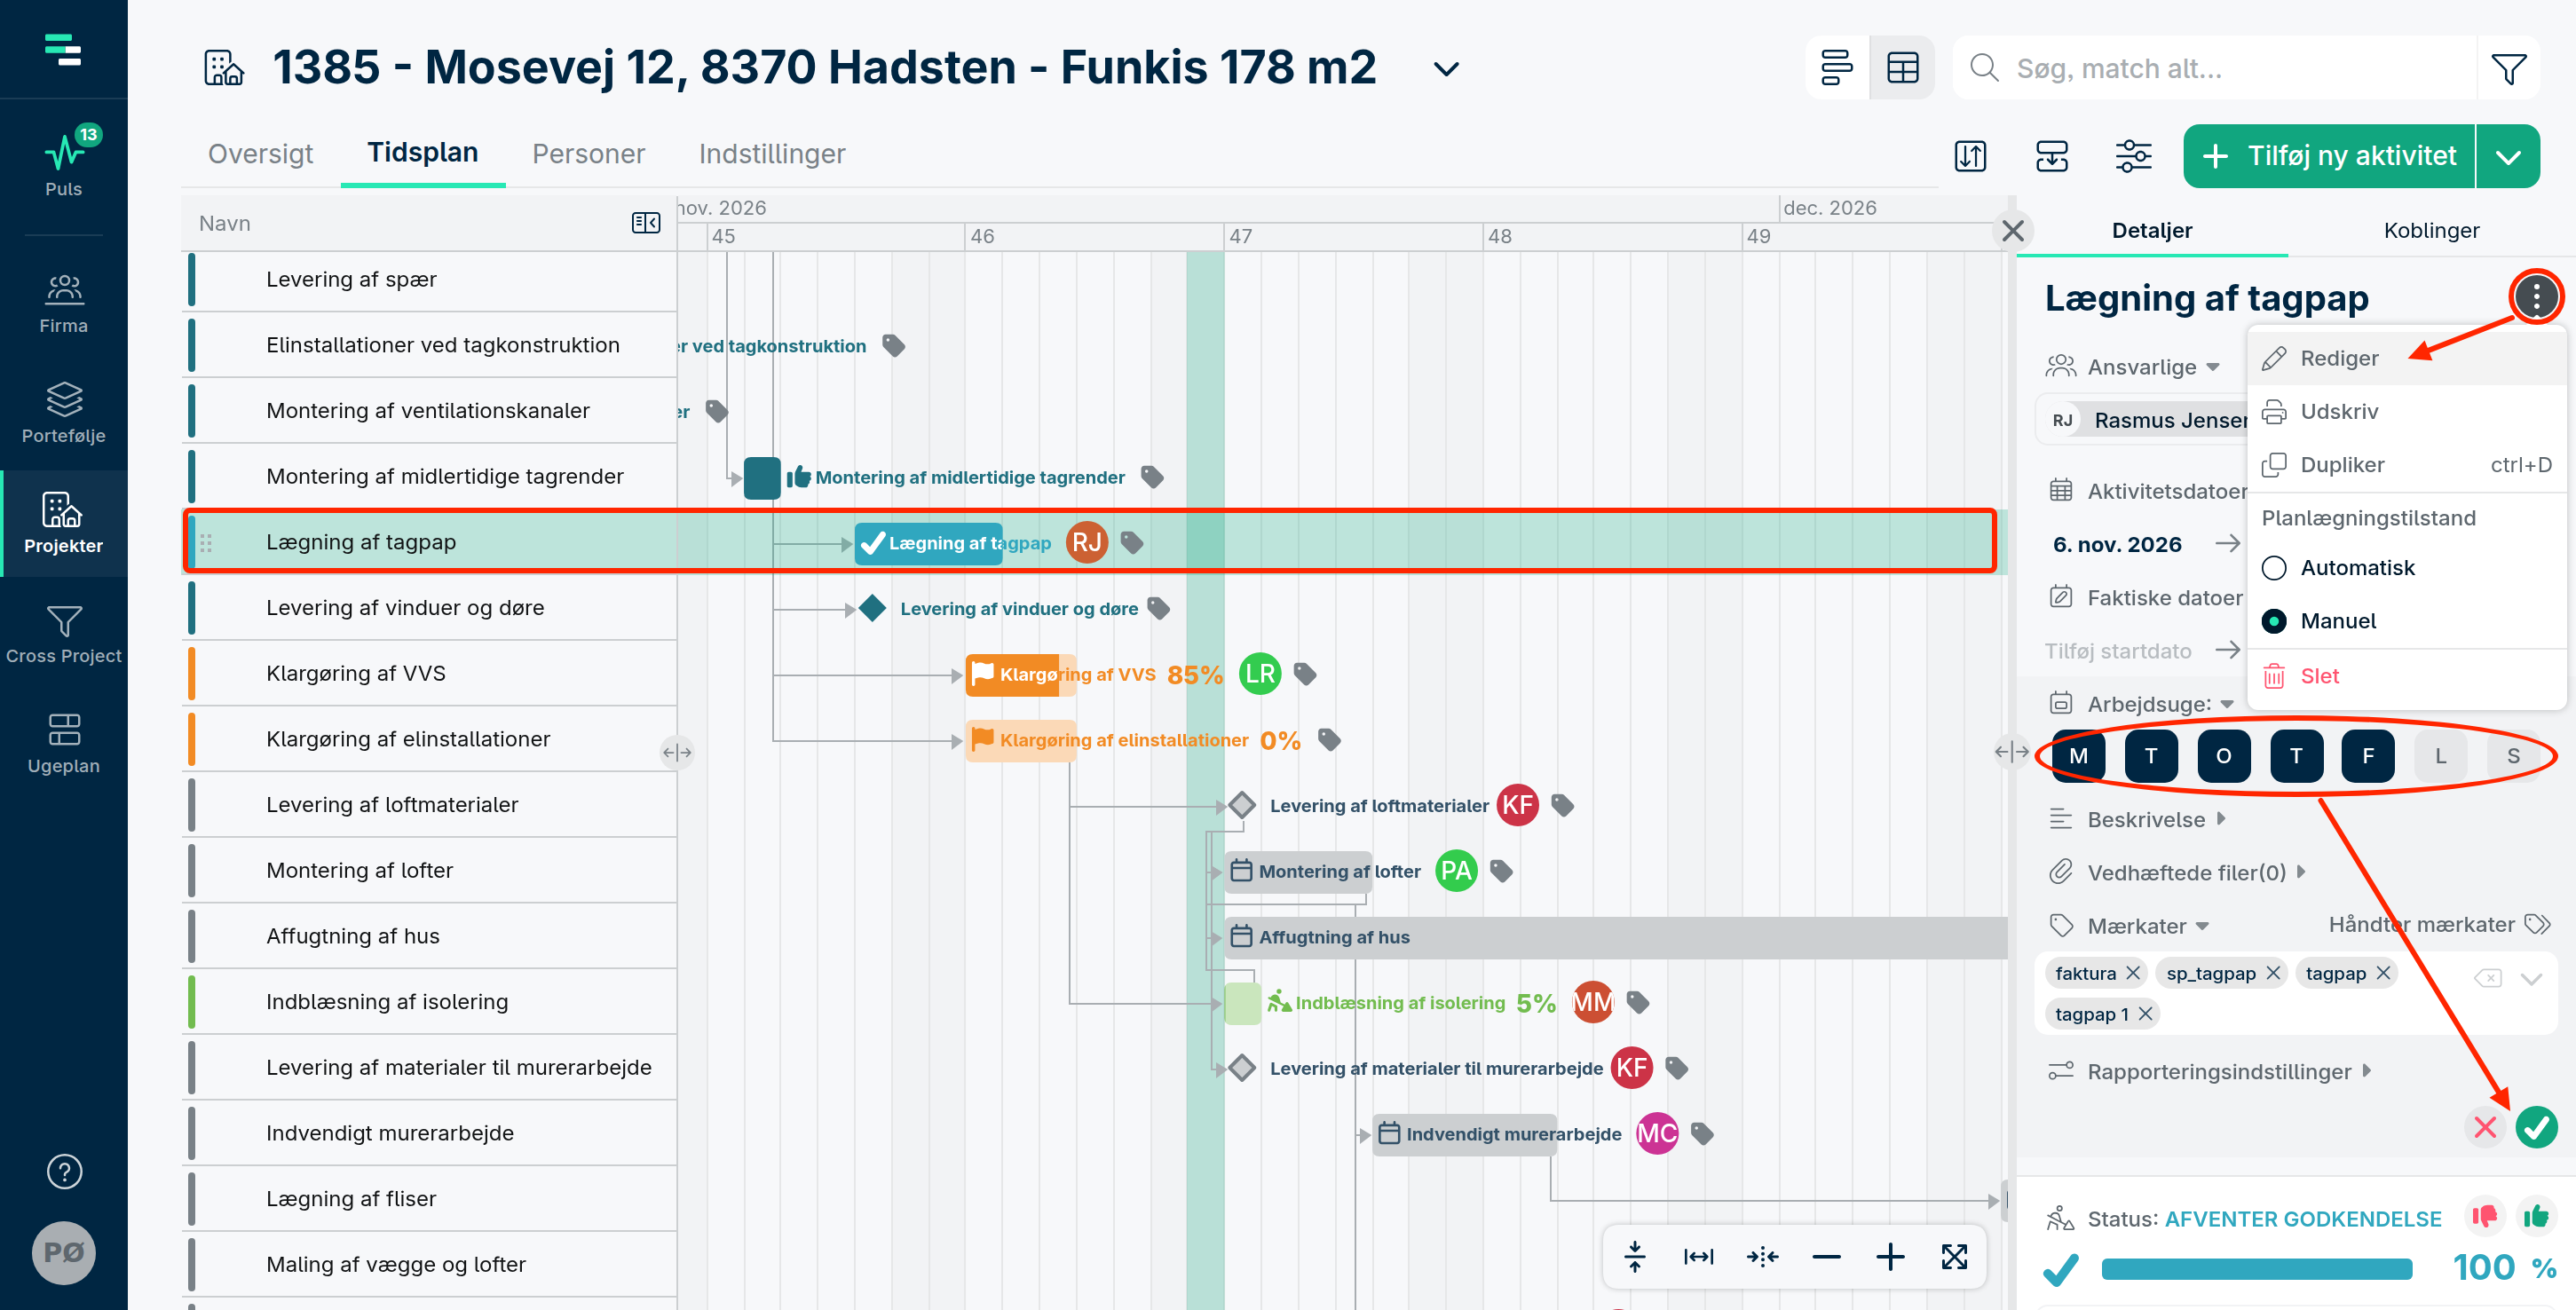 1385 - Mosevej 12, 8370 Hadsten - Funkis 178 m2
Søg, match alt...
13
Puls
Firma
Portefølje
Projekter
Cross Project
Ugeplan
?
PØ
Oversigt
Tidsplan
Personer
Indstillinger
+ Tilføj ny aktivitet
Navn
nov. 2026
dec. 2026
45
46
47
48
49
Levering af spær
Elinstallationer ved tagkonstruktion
er ved tagkonstruktion
Montering af ventilationskanaler
er
Montering af midlertidige tagrender
Montering af midlertidige tagrender
Lægning af tagpap
Lægning af tagpap
RJ
Levering af vinduer og døre
Levering af vinduer og døre
Klargøring af VVS
Klargøring af VVS 85%
LR
Klargøring af elinstallationer
Klargøring af elinstallationer 0%
Levering af loftmaterialer
Levering af loftmaterialer
KF
Montering af lofter
Montering af lofter
PA
Affugtning af hus
Affugtning af hus
Indblæsning af isolering
Indblæsning af isolering 5%
MM
Levering af materialer til murerarbejde
Levering af materialer til murerarbejde
KF
Indvendigt murerarbejde
Indvendigt murerarbejde
MC
Lægning af fliser
Maling af vægge og lofter
Detaljer
Koblinger
Lægning af tagpap
Ansvarlige
RJ Rasmus Jensen
Aktivitetsdatoer
6. nov. 2026
Faktiske datoer
Tilføj startdato
Rediger
Udskriv
Dupliker ctrl+D
Planlægningstilstand
Automatisk
Manuel
Slet
Arbejdsuge:
M T O T F L S
Beskrivelse
Vedhæftede filer(0)
Mærkater
Håndter mærkater
faktura
sp_tagpap
tagpap
tagpap 1
Rapporteringsindstillinger
Status: AFVENTER GODKENDELSE
100 %